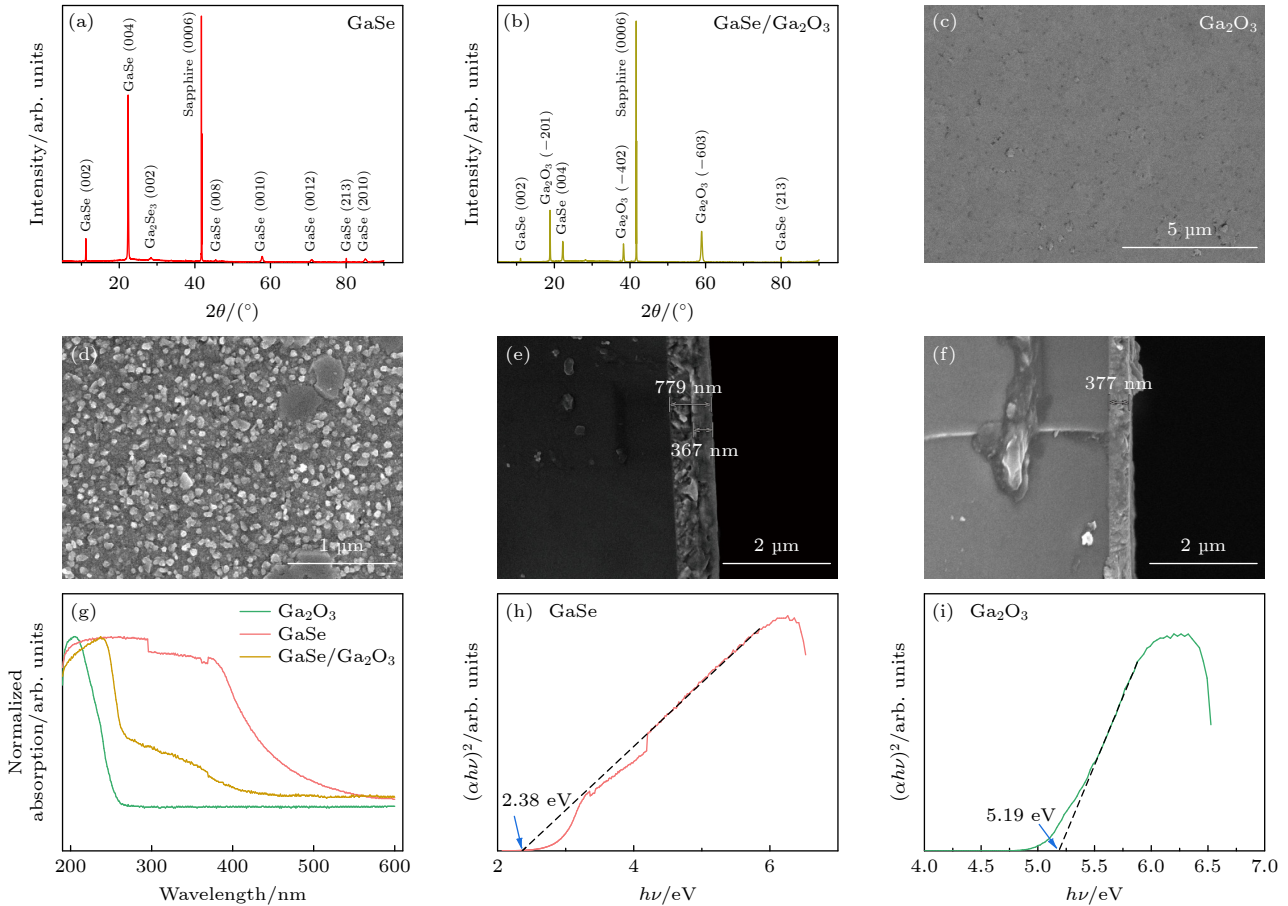 (a)
GaSe
Intensity/arb. units
GaSe (002)
GaSe (004)
Ga₂Se₃ (002)
Sapphire (0006)
GaSe (008)
GaSe (0010)
GaSe (0012)
GaSe (213)
GaSe (2010)
20 40 60 80
2θ/(°)
(b)
GaSe/Ga₂O₃
Intensity/arb. units
GaSe (002)
Ga₂O₃ (−201)
GaSe (004)
Ga₂O₃ (−402)
Sapphire (0006)
Ga₂O₃ (−603)
GaSe (213)
20 40 60 80
2θ/(°)
(c)
Ga₂O₃
5 μm
(d)
1 μm
(e)
779 nm
367 nm
2 μm
(f)
377 nm
2 μm
(g)
Ga₂O₃
GaSe
GaSe/Ga₂O₃
Normalized
absorption/arb. units
200 300 400 500 600
Wavelength/nm
(h) GaSe
(αhν)²/arb. units
2.38 eV
2 4 6
hν/eV
(i) Ga₂O₃
(αhν)²/arb. units
5.19 eV
4.0 4.5 5.0 5.5 6.0 6.5 7.0
hν/eV